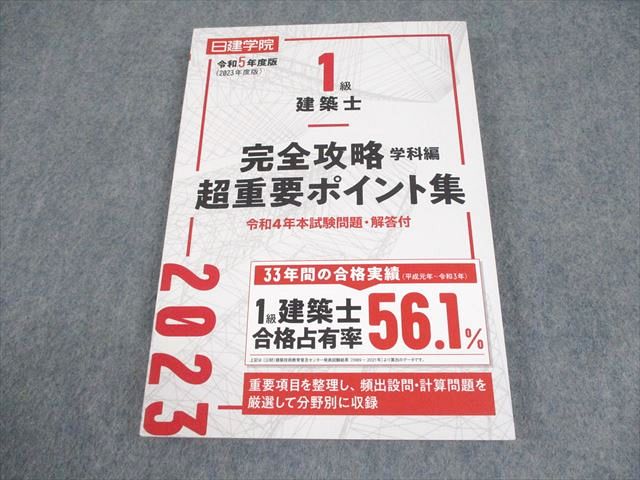 日建学院
令和5年度版
(2023年度版)
1級
建築士
完全攻略 学科編
超重要ポイント集
令和4年本試験問題・解答付
2023
33年間の合格実績(平成元年~令和3年)
1級建築士
合格占有率
56.1%
重要項目を整理し、頻出設問・計算問題を
厳選して分野別に収録